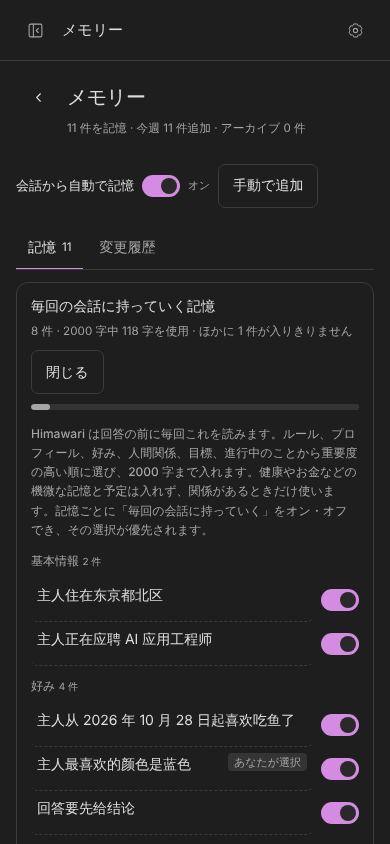 メモリー
メモリー
11 件を記憶 · 今週 11 件追加 · アーカイブ 0 件
会話から自動で記憶 オン 手動で追加
記憶 11 変更履歴
毎回の会話に持っていく記憶
8 件 · 2000 字中 118 字を使用 · ほかに 1 件が入りきりません
閉じる
Himawari は回答の前に毎回これを読みます。ルール、プロ
フィール、好み、人間関係、目標、進行中のことから重要度
の高い順に選び、2000 字まで入れます。健康やお金などの
機微な記憶と予定は入れず、関係があるときだけ使いま
す。記憶ごとに「毎回の会話に持っていく」をオン・オフ
でき、その選択が優先されます。
基本情報 2 件
主人住在东京都北区
主人正在应聘 AI 应用工程师
好み 4 件
主人从 2026 年 10 月 28 日起喜欢吃鱼了
主人最喜欢的颜色是蓝色 あなたが選択
回答要先给结论